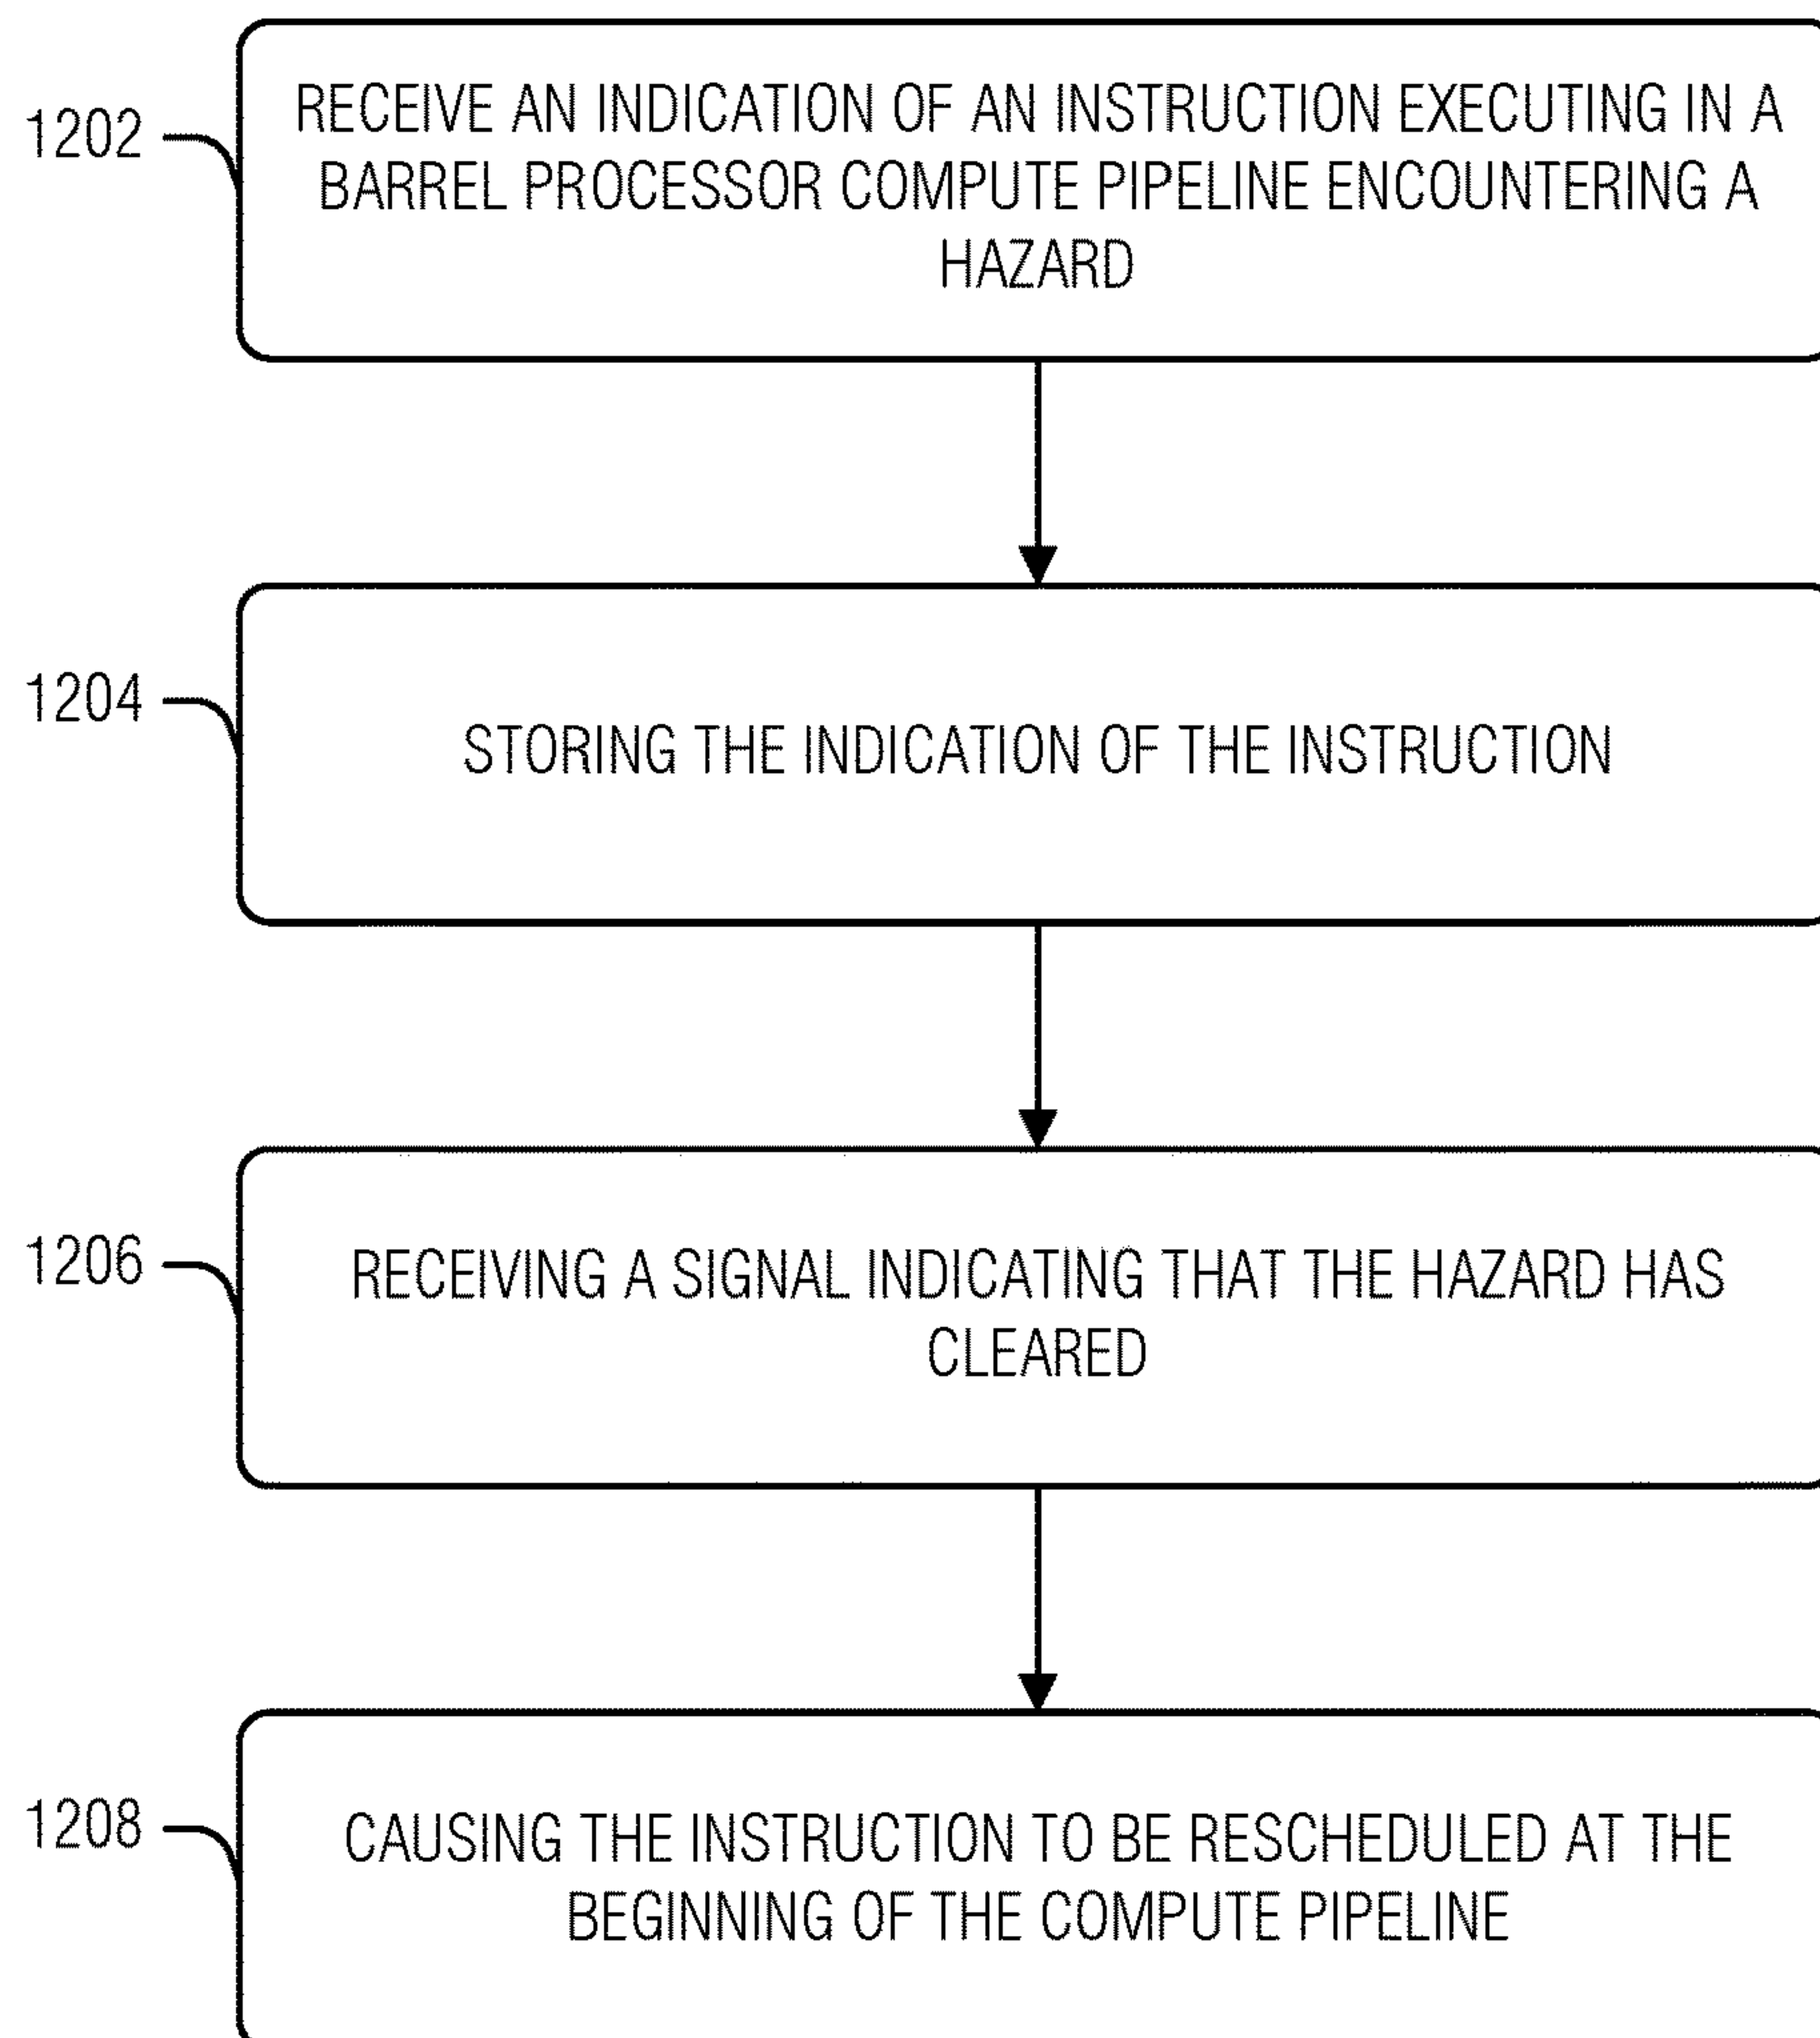 1202
RECEIVE AN INDICATION OF AN INSTRUCTION EXECUTING IN A
BARREL PROCESSOR COMPUTE PIPELINE ENCOUNTERING A
HAZARD
1204
STORING THE INDICATION OF THE INSTRUCTION
1206
RECEIVING A SIGNAL INDICATING THAT THE HAZARD HAS
CLEARED
1208
CAUSING THE INSTRUCTION TO BE RESCHEDULED AT THE
BEGINNING OF THE COMPUTE PIPELINE